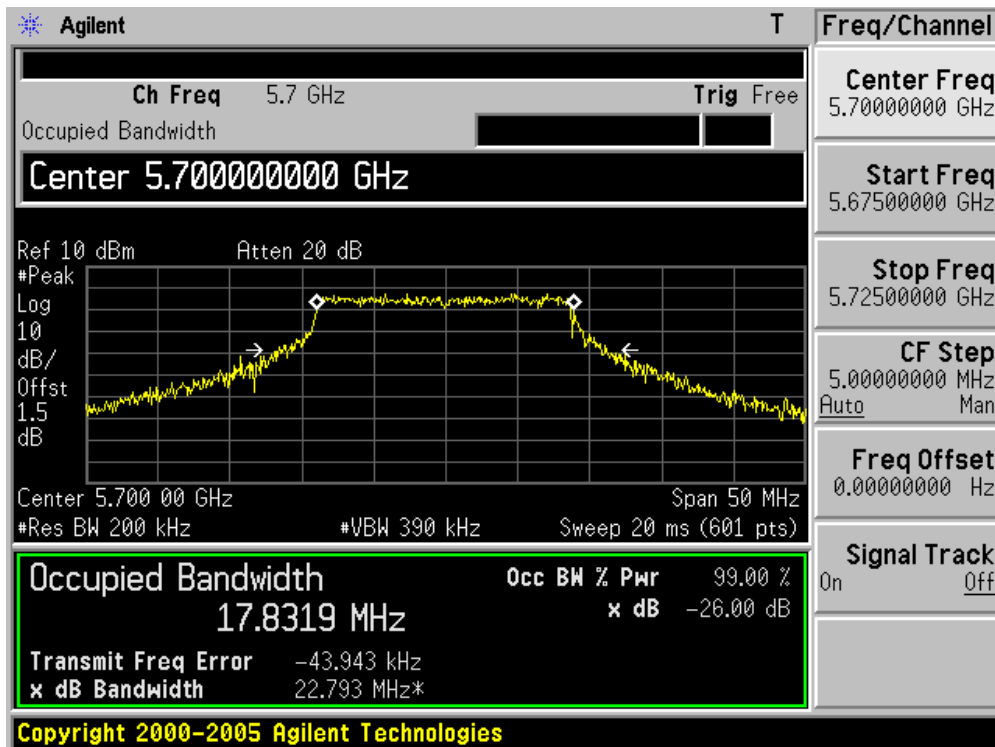 Agilent T
Freq/Channel
Ch Freq 5.7 GHz Trig Free
Occupied Bandwidth
Center 5.700000000 GHz
Ref 10 dBm Atten 20 dB
#Peak
Log
10
dB/
Offst
1.5
dB
Center 5.700 00 GHz Span 50 MHz
#Res BW 200 kHz #VBW 390 kHz Sweep 20 ms (601 pts)
Occupied Bandwidth
17.8319 MHz
Occ BW % Pwr 99.00 %
x dB -26.00 dB
Transmit Freq Error -43.943 kHz
x dB Bandwidth 22.793 MHz*
Copyright 2000-2005 Agilent Technologies
Center Freq
5.70000000 GHz
Start Freq
5.67500000 GHz
Stop Freq
5.72500000 GHz
CF Step
5.00000000 MHz
Auto Man
Freq Offset
0.00000000 Hz
Signal Track
On Off